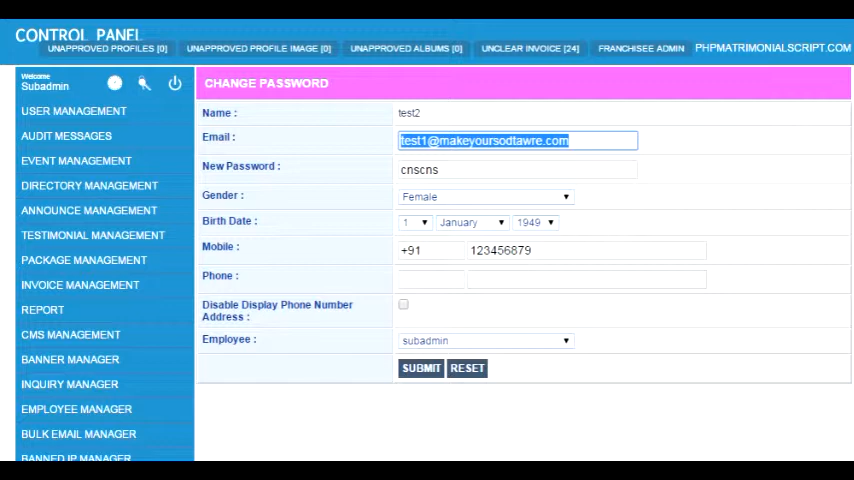 CONTROL PANEL
UNAPPROVED PROFILES [0] UNAPPROVED PROFILE IMAGE [0] UNAPPROVED ALBUMS [0] UNCLEAR INVOICE [24] FRANCHISEE ADMIN PHPMATRIMONIALSCRIPT.COM
Welcome
Subadmin
USER MANAGEMENT
AUDIT MESSAGES
EVENT MANAGEMENT
DIRECTORY MANAGEMENT
ANNOUNCE MANAGEMENT
TESTIMONIAL MANAGEMENT
PACKAGE MANAGEMENT
INVOICE MANAGEMENT
REPORT
CMS MANAGEMENT
BANNER MANAGER
INQUIRY MANAGER
EMPLOYEE MANAGER
BULK EMAIL MANAGER
BANNED IP MANAGER
CHANGE PASSWORD
Name : test2
Email : test1@makeyoursodtawre.com
New Password : cnscns
Gender : Female
Birth Date : 1 January 1949
Mobile : +91 123456879
Phone :
Disable Display Phone Number
Address :
Employee : subadmin
SUBMIT RESET